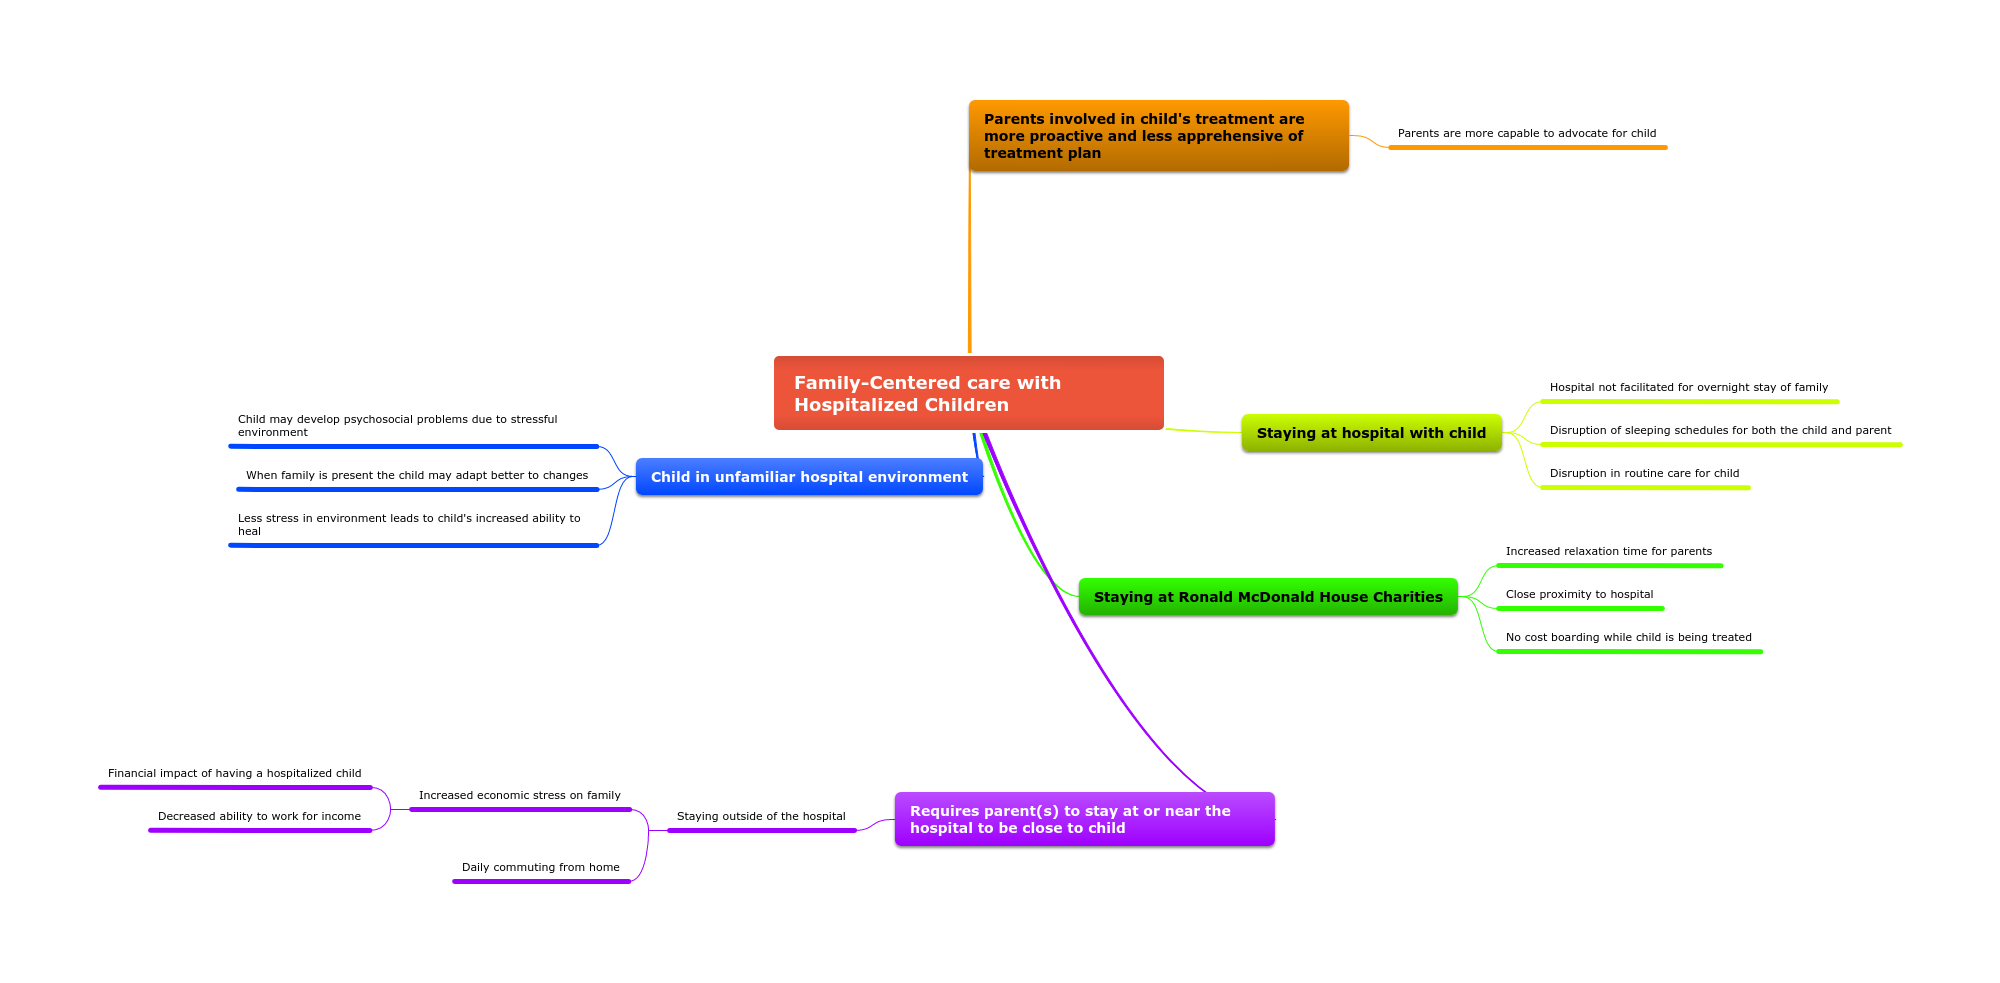 Parents involved in child's treatment are
more proactive and less apprehensive of
treatment plan
Parents are more capable to advocate for child
Family-Centered care with
Hospitalized Children
Staying at hospital with child
Hospital not facilitated for overnight stay of family
Disruption of sleeping schedules for both the child and parent
Disruption in routine care for child
Child in unfamiliar hospital environment
Child may develop psychosocial problems due to stressful
environment
When family is present the child may adapt better to changes
Less stress in environment leads to child's increased ability to
heal
Staying at Ronald McDonald House Charities
Increased relaxation time for parents
Close proximity to hospital
No cost boarding while child is being treated
Requires parent(s) to stay at or near the
hospital to be close to child
Staying outside of the hospital
Increased economic stress on family
Financial impact of having a hospitalized child
Decreased ability to work for income
Daily commuting from home